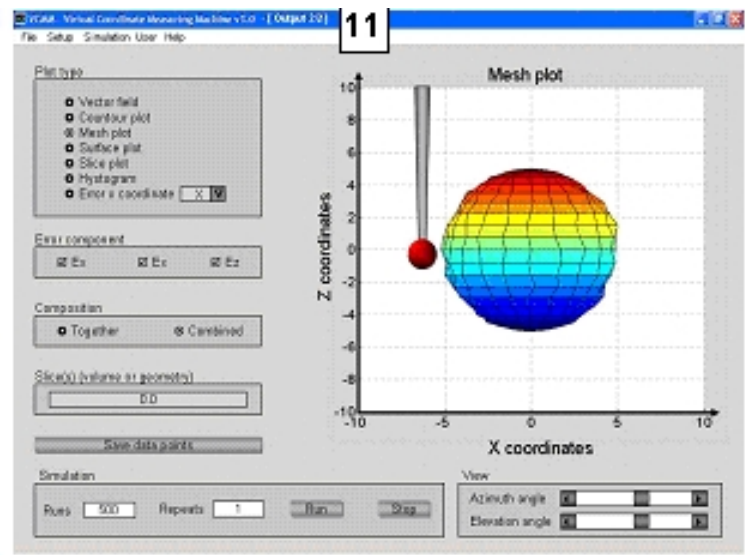 VCMM - Virtual Coordinate Measuring Machine v1.0 - [ Output 2D]
11
File Setup Simulation User Help
Plot type
Vector field
Countour plot
Mesh plot
Surface plot
Slice plot
Hystogram
Error v coordinate X
Error component
Ex Ex Ez
Composition
Together Combined
Slice(s) (volume or geometry)
0.0
Save data points
Mesh plot
Z coordinates
10
8
6
4
2
0
-2
-4
-6
-8
-10
-10 -5 0 5 10
X coordinates
Simulation
Runs 500 Repeats 1 Run Stop
View
Azimuth angle
Elevation angle